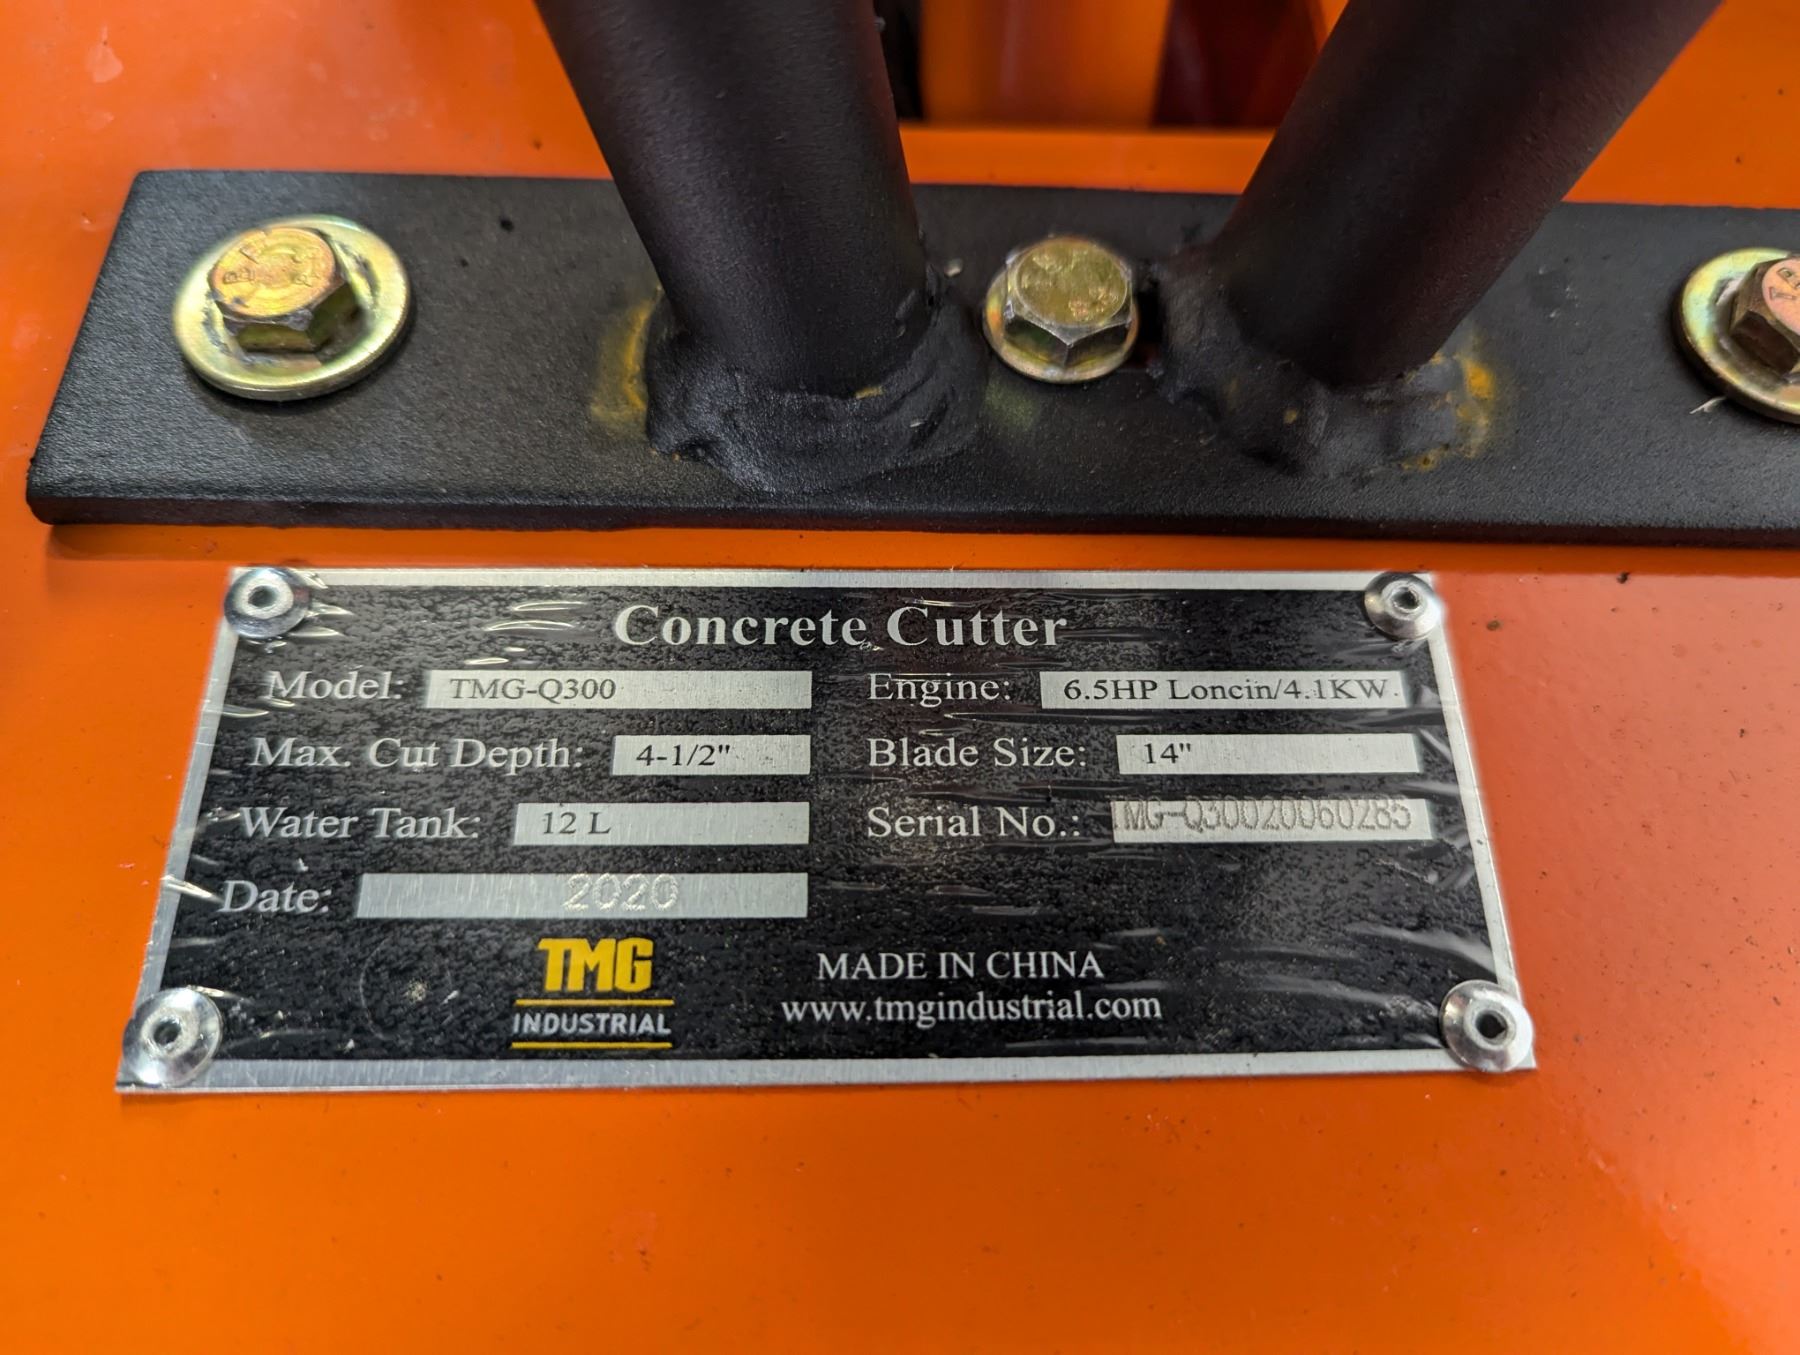 Concrete Cutter
Model: TMG-Q300 Engine: 6.5HP Loncin/4.1KW
Max. Cut Depth: 4-1/2" Blade Size: 14"
Water Tank: 12 L Serial No.: MG-Q30020060285
Date: 2020
TMG
INDUSTRIAL
MADE IN CHINA
www.tmgindustrial.com